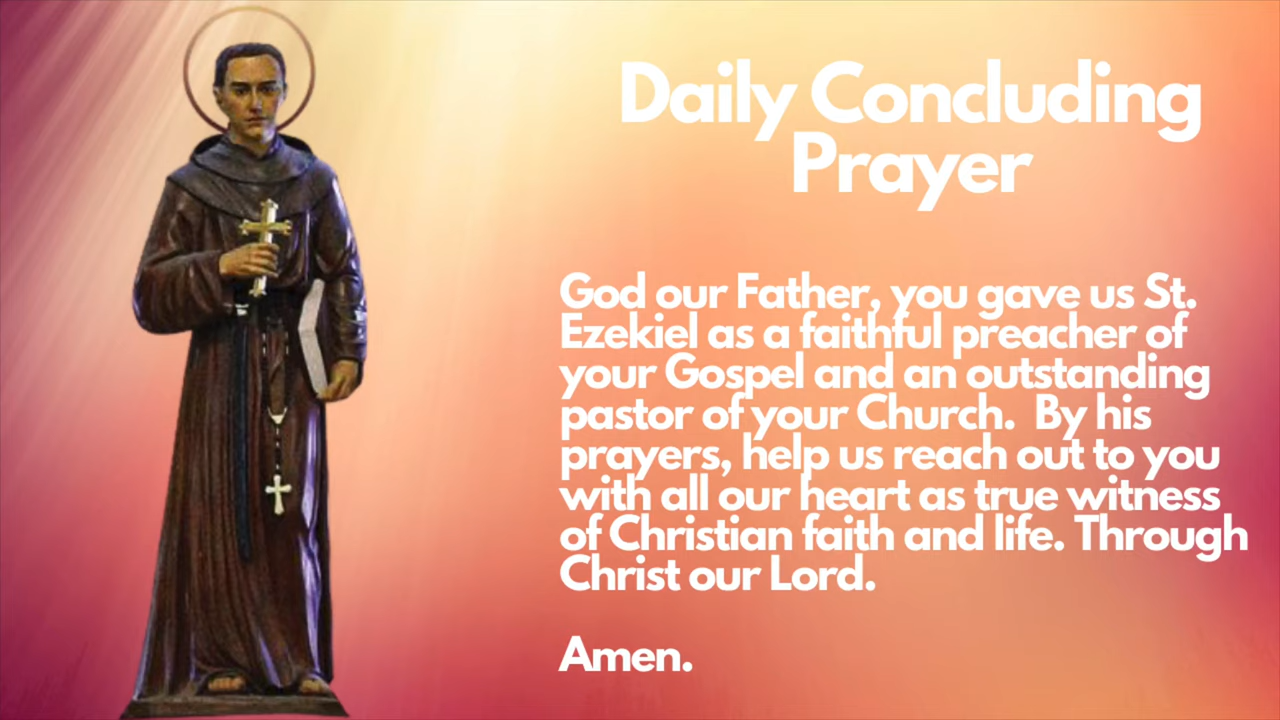 Daily Concluding
Prayer
God our Father, you gave us St.
Ezekiel as a faithful preacher of
your Gospel and an outstanding
pastor of your Church.  By his
prayers, help us reach out to you
with all our heart as true witness
of Christian faith and life. Through
Christ our Lord.
Amen.